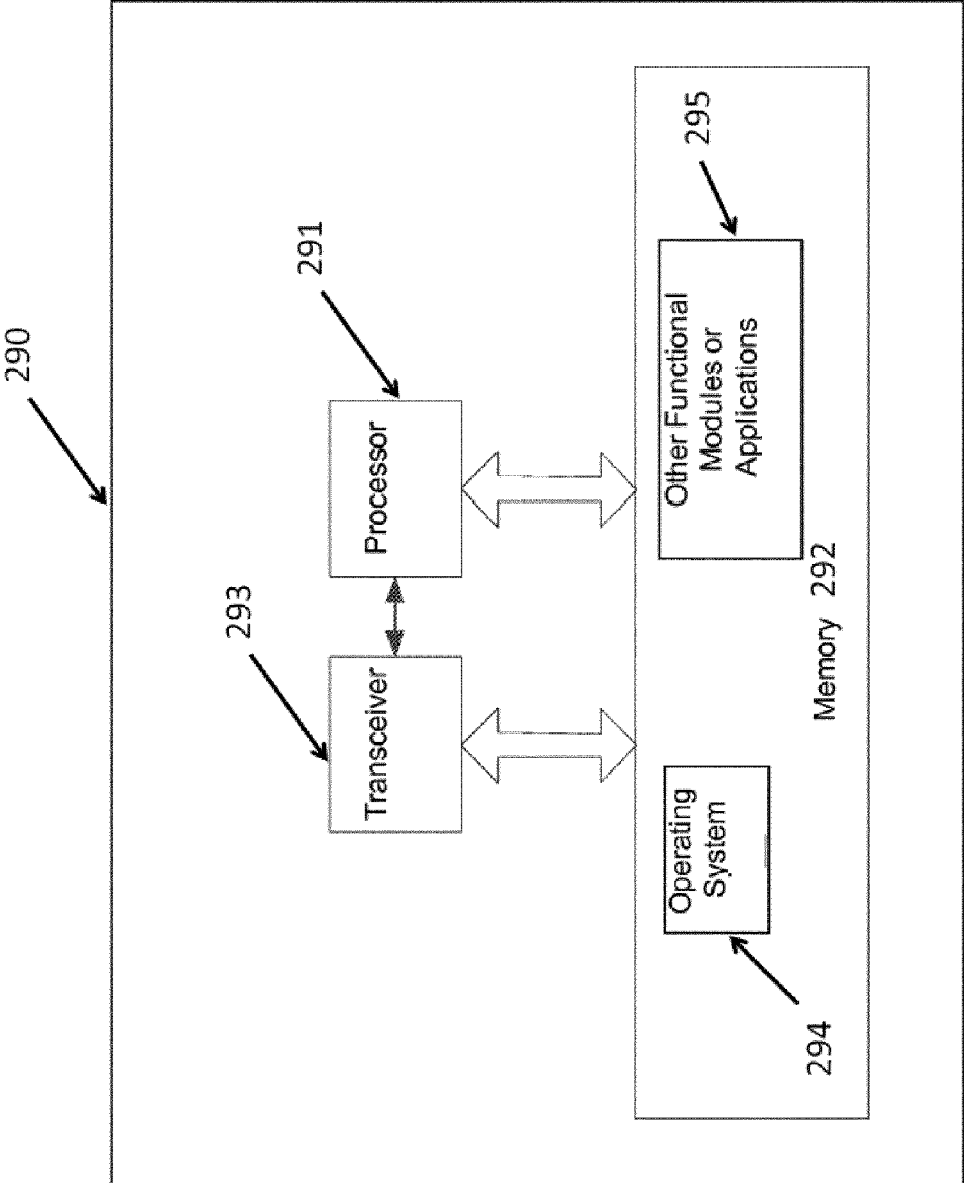 290
293
291
Transceiver
Processor
294
Operating
System
Memory 292
Other Functional
Modules or
Applications
295